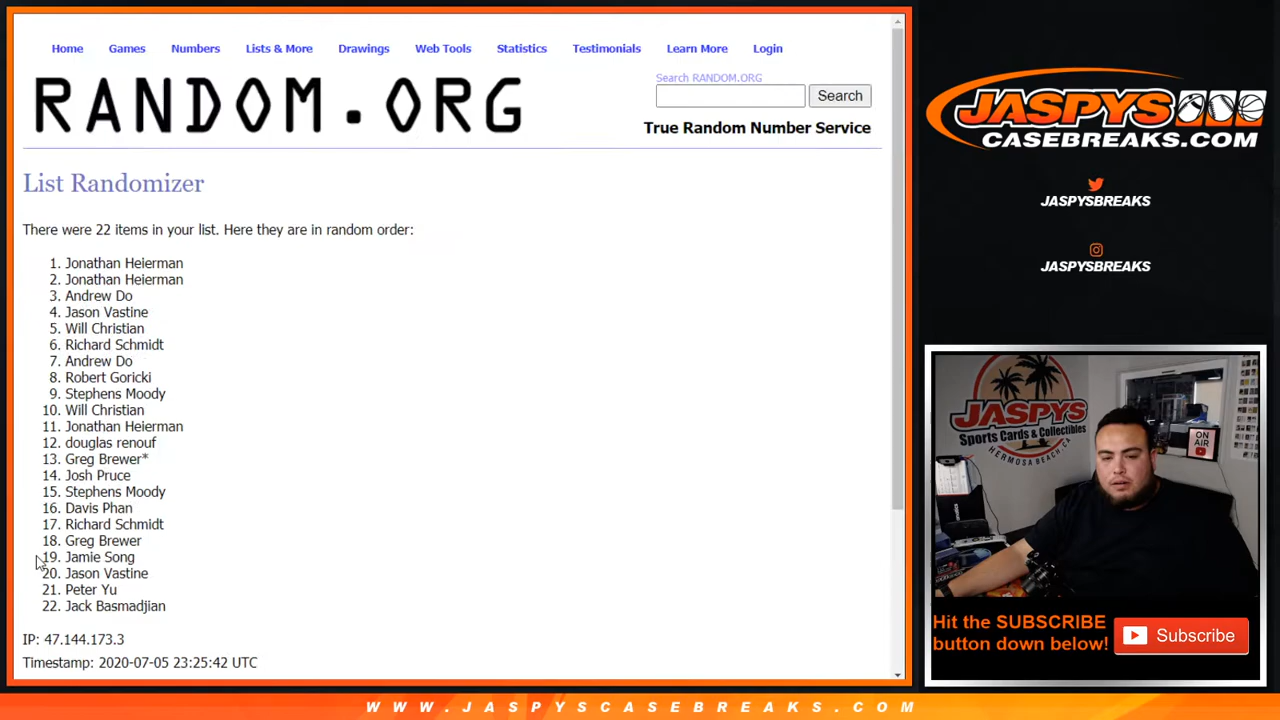 Home Games Numbers Lists & More Drawings Web Tools Statistics Testimonials Learn More Login
RANDOM.ORG
Search RANDOM.ORG
Search
True Random Number Service
List Randomizer
There were 22 items in your list. Here they are in random order:
1. Jonathan Heierman
2. Jonathan Heierman
3. Andrew Do
4. Jason Vastine
5. Will Christian
6. Richard Schmidt
7. Andrew Do
8. Robert Goricki
9. Stephens Moody
10. Will Christian
11. Jonathan Heierman
12. douglas renouf
13. Greg Brewer*
14. Josh Pruce
15. Stephens Moody
16. Davis Phan
17. Richard Schmidt
18. Greg Brewer
19. Jamie Song
20. Jason Vastine
21. Peter Yu
22. Jack Basmadjian
IP: 47.144.173.3
Timestamp: 2020-07-05 23:25:42 UTC
JASPYS
CASEBREAKS.COM
JASPYSBREAKS
JASPYSBREAKS
JASPYS
Sports Cards & Collectibles
HERMOSA BEACH, CA
ON
AIR
Hit the SUBSCRIBE
button down below!
Subscribe
WWW.JASPYSCASEBREAKS.COM